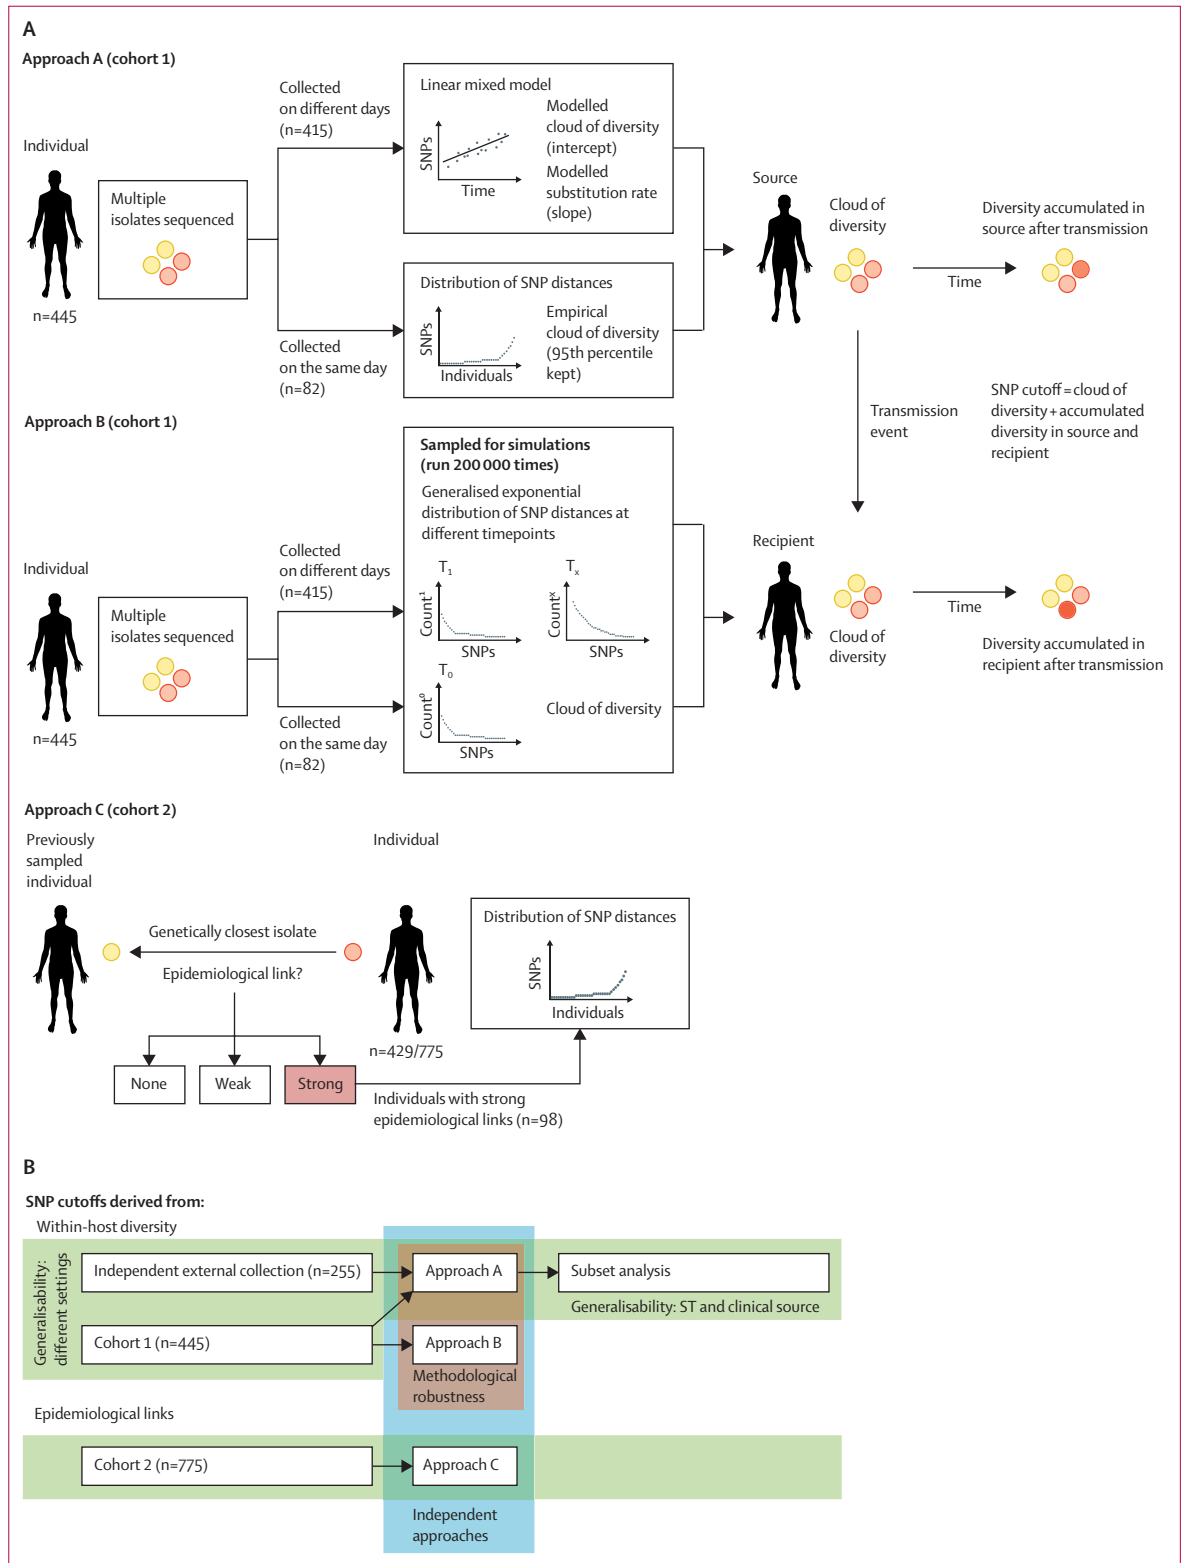 A
Approach A (cohort 1)
Individual
n=445
Multiple
isolates sequenced
Collected
on different days
(n=415)
Collected
on the same day
(n=82)
Linear mixed model
SNPs
Time
Modelled
cloud of diversity
(intercept)
Modelled
substitution rate
(slope)
Distribution of SNP distances
SNPs
Individuals
Empirical
cloud of diversity
(95th percentile
kept)
Source
Cloud of
diversity
Time
Diversity accumulated in
source after transmission
Transmission
event
SNP cutoff=cloud of
diversity+accumulated
diversity in source and
recipient
Approach B (cohort 1)
Individual
n=445
Multiple
isolates sequenced
Collected
on different days
(n=415)
Collected
on the same day
(n=82)
Sampled for simulations
(run 200 000 times)
Generalised exponential
distribution of SNP distances at
different timepoints
T1
Count¹
SNPs
Tx
Countˣ
SNPs
T0
Count⁰
SNPs
Cloud of diversity
Recipient
Cloud of
diversity
Time
Diversity accumulated in
recipient after transmission
Approach C (cohort 2)
Previously
sampled
individual
Individual
Genetically closest isolate
Epidemiological link?
n=429/775
None
Weak
Strong
Individuals with strong
epidemiological links (n=98)
Distribution of SNP distances
SNPs
Individuals
B
SNP cutoffs derived from:
Within-host diversity
Generalisability:
different settings
Independent external collection (n=255)
Approach A
Subset analysis
Generalisability: ST and clinical source
Cohort 1 (n=445)
Approach B
Methodological
robustness
Epidemiological links
Cohort 2 (n=775)
Approach C
Independent
approaches